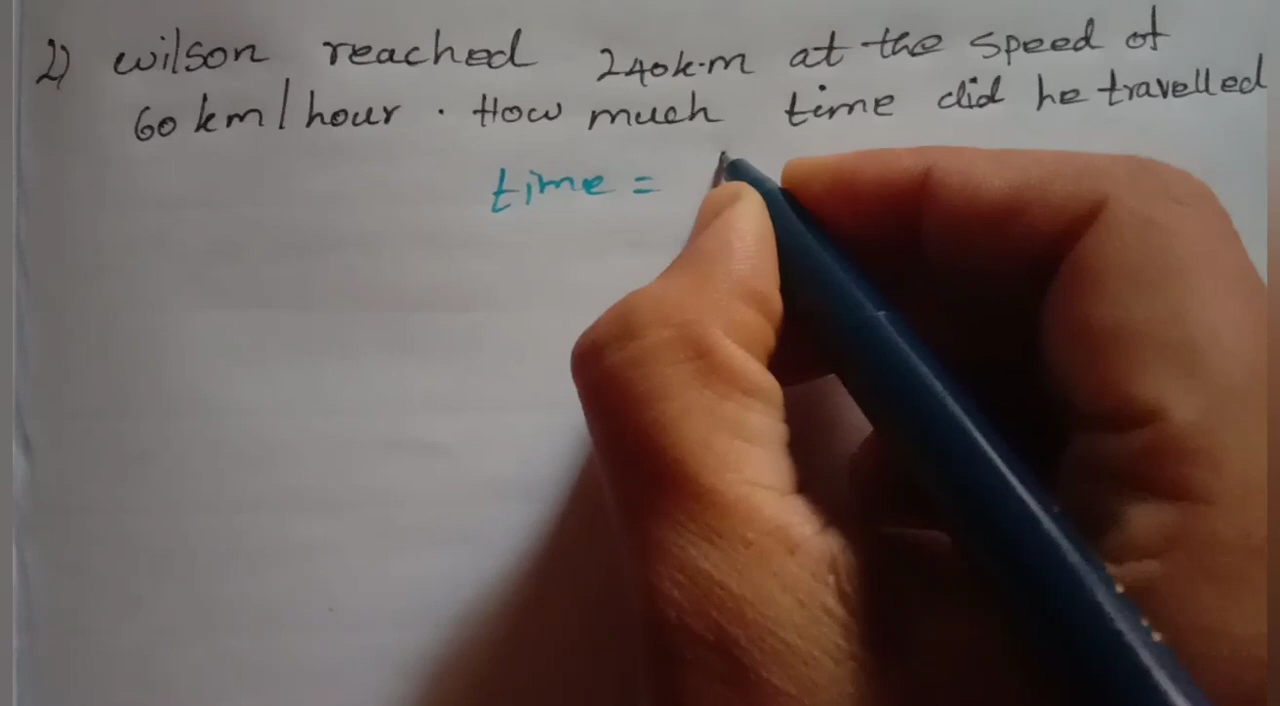 2) wilson reached 240k.m at the speed of
60 km/hour. How much time did he travelled
time =